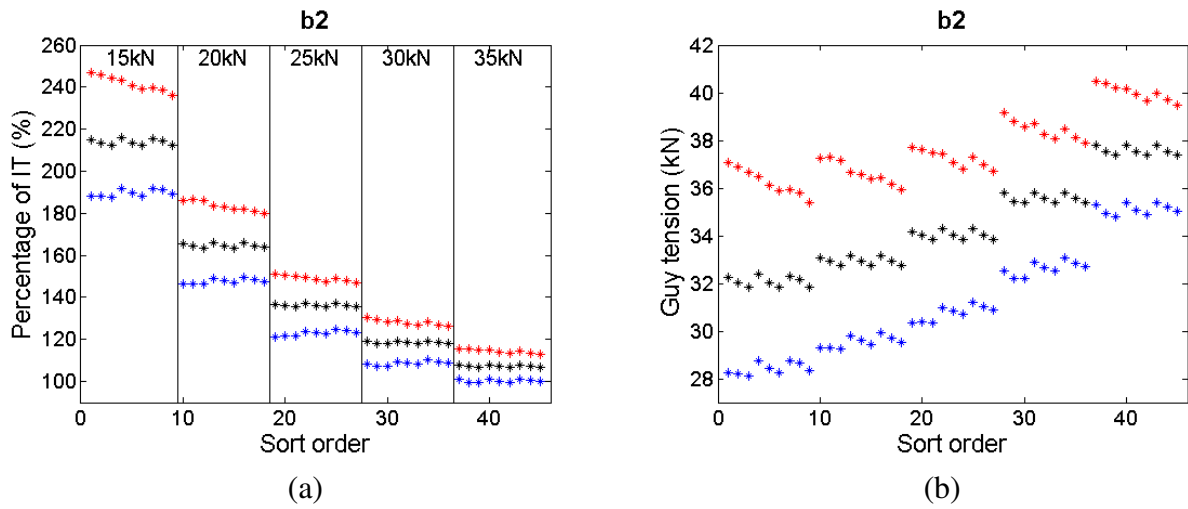 b2
260
240
220
200
180
160
140
120
100
15kN 20kN 25kN 30kN 35kN
Percentage of IT (%)
0 10 20 30 40
Sort order
(a)
b2
42
40
38
36
34
32
30
28
Guy tension (kN)
0 10 20 30 40
Sort order
(b)